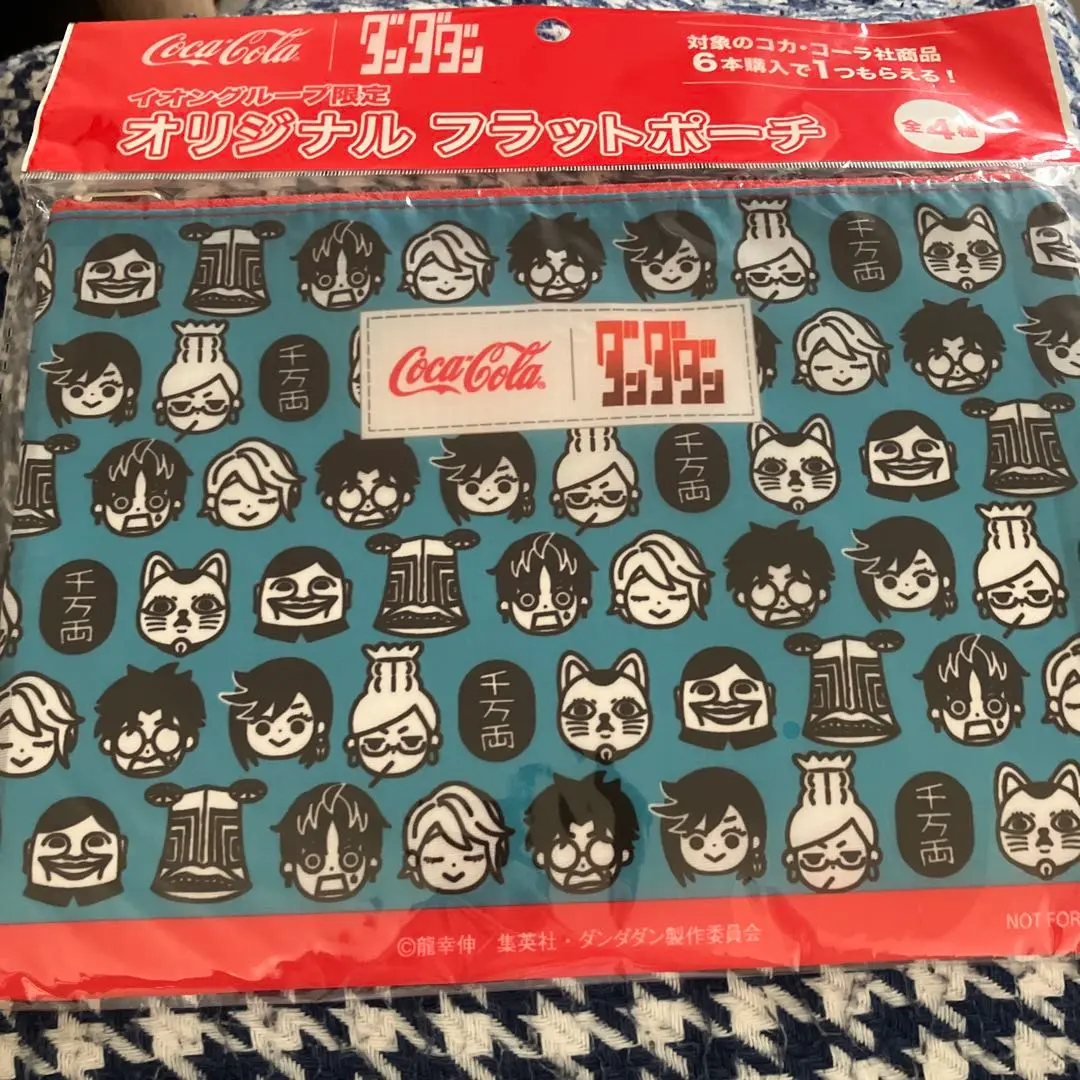 Coca-Cola
ダンダダン
対象のコカ・コーラ社商品
6本購入で1つもらえる!
イオングループ限定
オリジナル フラットポーチ
全4種
千万両
Coca-Cola
ダンダダン
千万両
千万両
千万両
千万両
千万両
©龍幸伸/集英社・ダンダダン製作委員会
NOT FOR